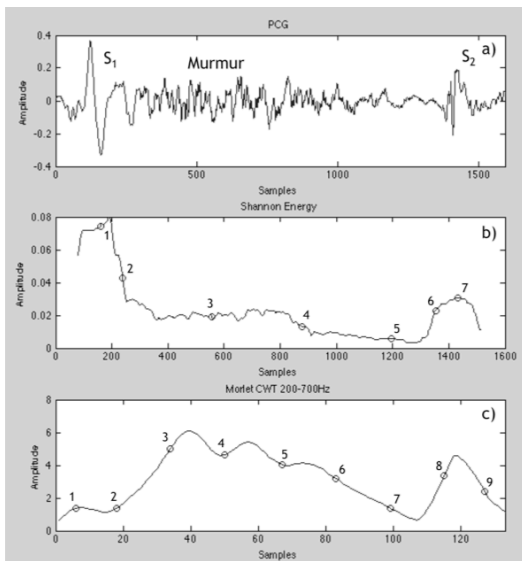 PCG
a)
S1
Murmur
S2
0.4
0.2
0
-0.2
-0.4
Amplitude
0 500 1000 1500
Samples
Shannon Energy
b)
0.08
0.06
0.04
0.02
0
Amplitude
1 2 3 4 5 6 7
0 200 400 600 800 1000 1200 1400 1600
Samples
Morlet CWT 200-700Hz
c)
8
6
4
2
0
Amplitude
1 2 3 4 5 6 7 8 9
0 20 40 60 80 100 120
Samples